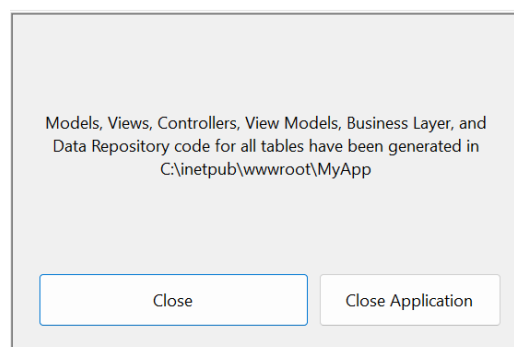 Models, Views, Controllers, View Models, Business Layer, and
Data Repository code for all tables have been generated in
C:\inetpub\wwwroot\MyApp
Close
Close Application